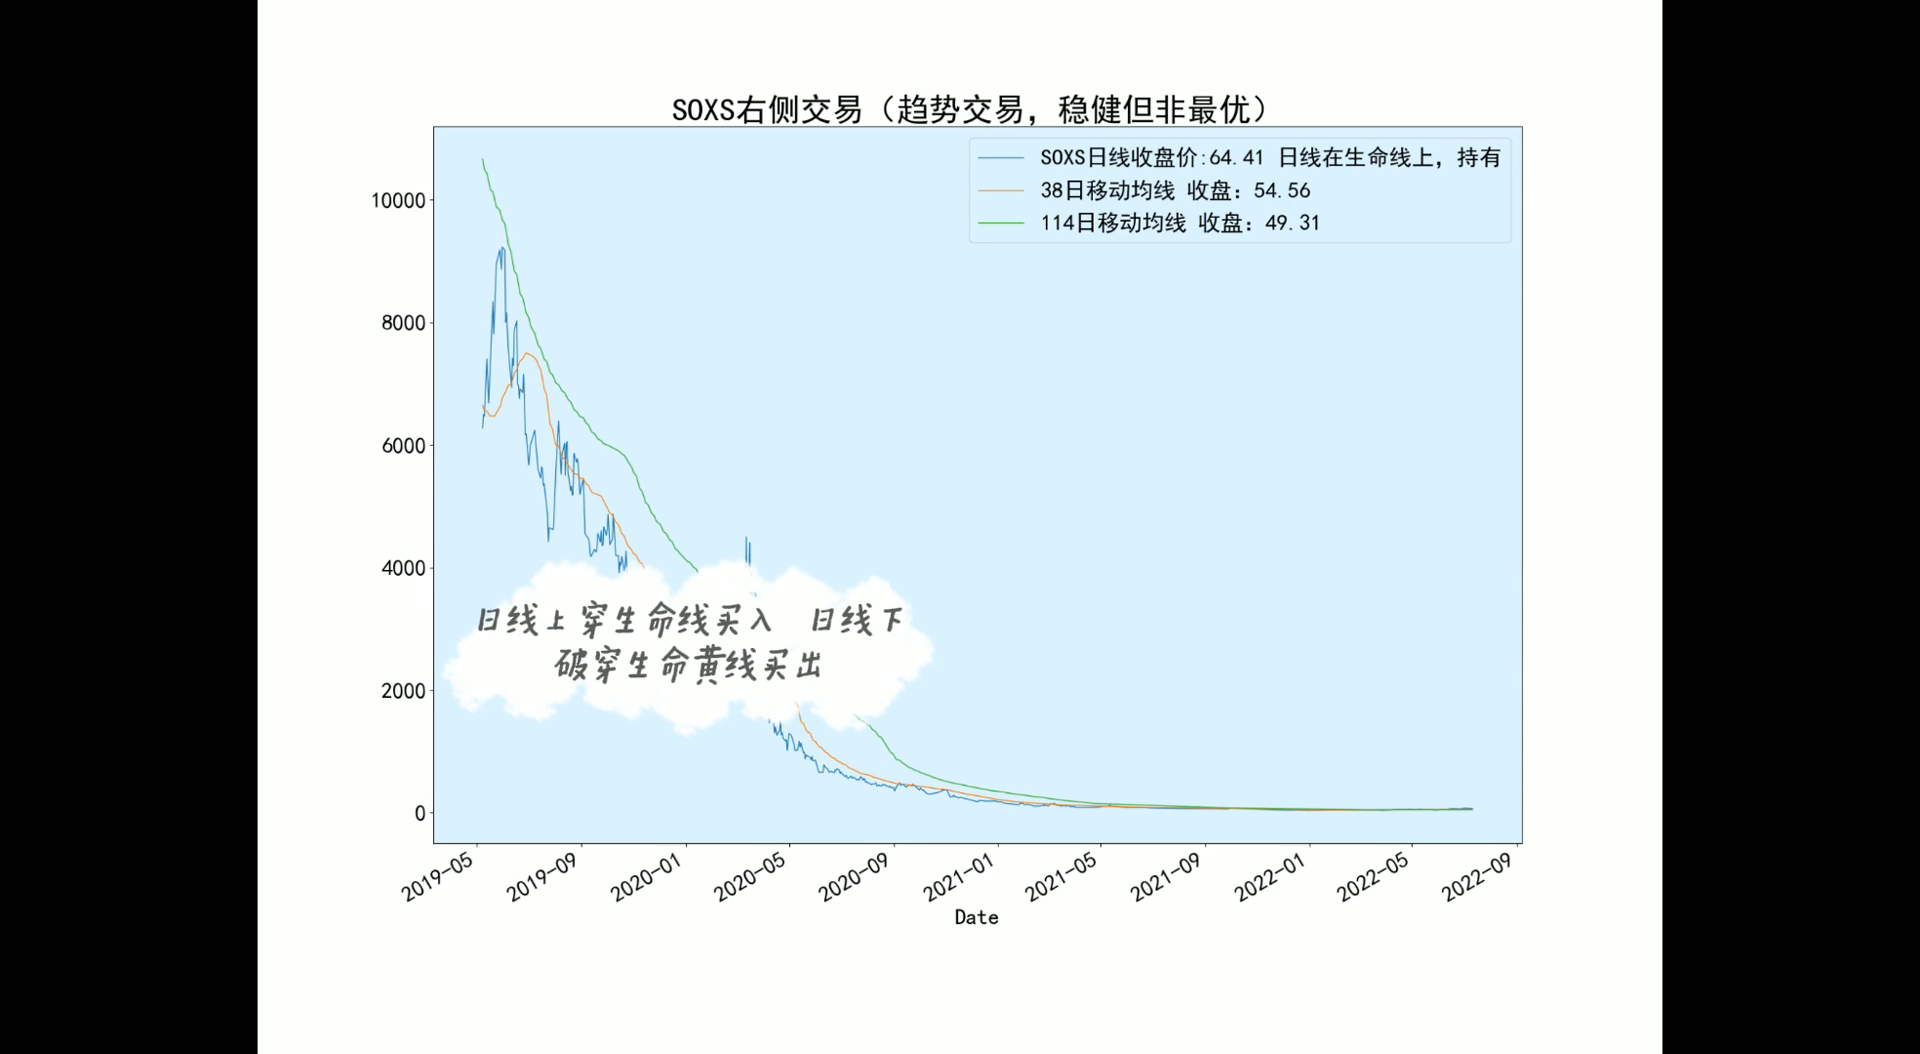 SOXS右侧交易（趋势交易，稳健但非最优）
SOXS日线收盘价:64.41 日线在生命线上，持有
38日移动均线 收盘：54.56
114日移动均线 收盘：49.31
10000
8000
6000
4000
2000
0
日线上穿生命线买入 日线下
破穿生命黄线买出
2019-05
2019-09
2020-01
2020-05
2020-09
2021-01
2021-05
2021-09
2022-01
2022-05
2022-09
Date